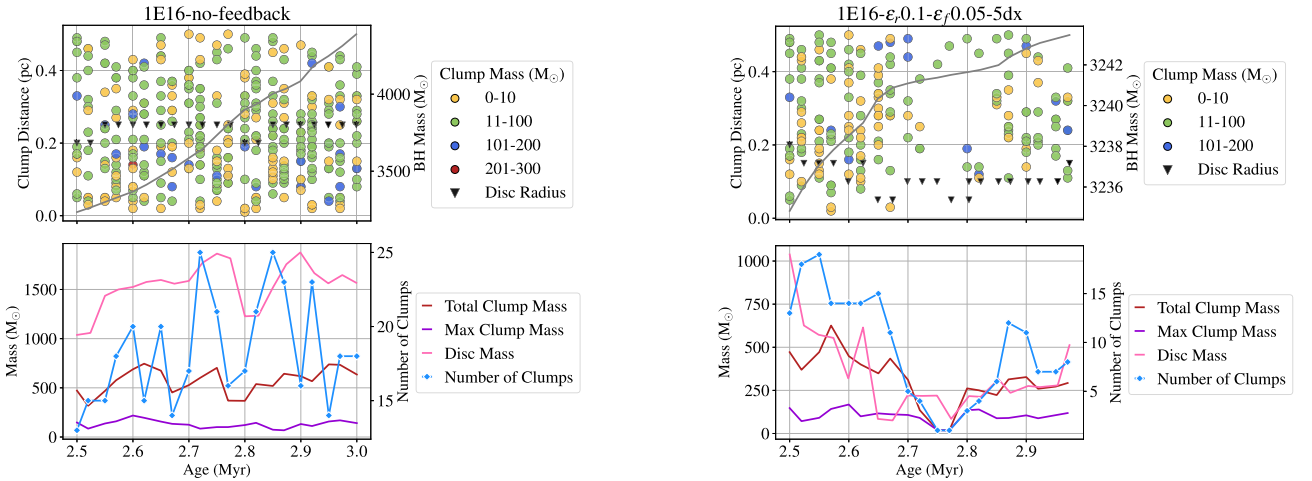 1E16-no-feedback
Clump Distance (pc)
0.4
0.2
0.0
4000
3500
BH Mass (M☉)
Clump Mass (M☉)
0-10
11-100
101-200
201-300
Disc Radius
1500
1000
500
0
Mass (M☉)
25
20
15
Number of Clumps
2.5 2.6 2.7 2.8 2.9 3.0
Age (Myr)
Total Clump Mass
Max Clump Mass
Disc Mass
Number of Clumps
1E16-εr0.1-εf0.05-5dx
Clump Distance (pc)
0.4
0.2
0.0
3242
3240
3238
3236
BH Mass (M☉)
Clump Mass (M☉)
0-10
11-100
101-200
Disc Radius
1000
750
500
250
0
Mass (M☉)
15
10
5
Number of Clumps
2.5 2.6 2.7 2.8 2.9
Age (Myr)
Total Clump Mass
Max Clump Mass
Disc Mass
Number of Clumps